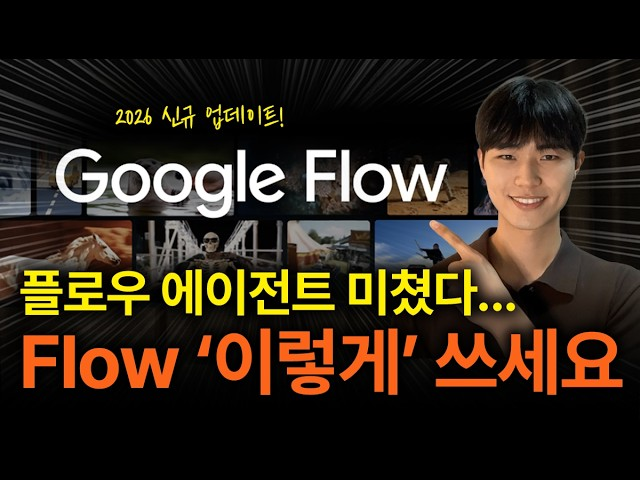 2026 신규 업데이트!
Google Flow
플로우 에이전트 미쳤다...
Flow ‘이렇게’ 쓰세요